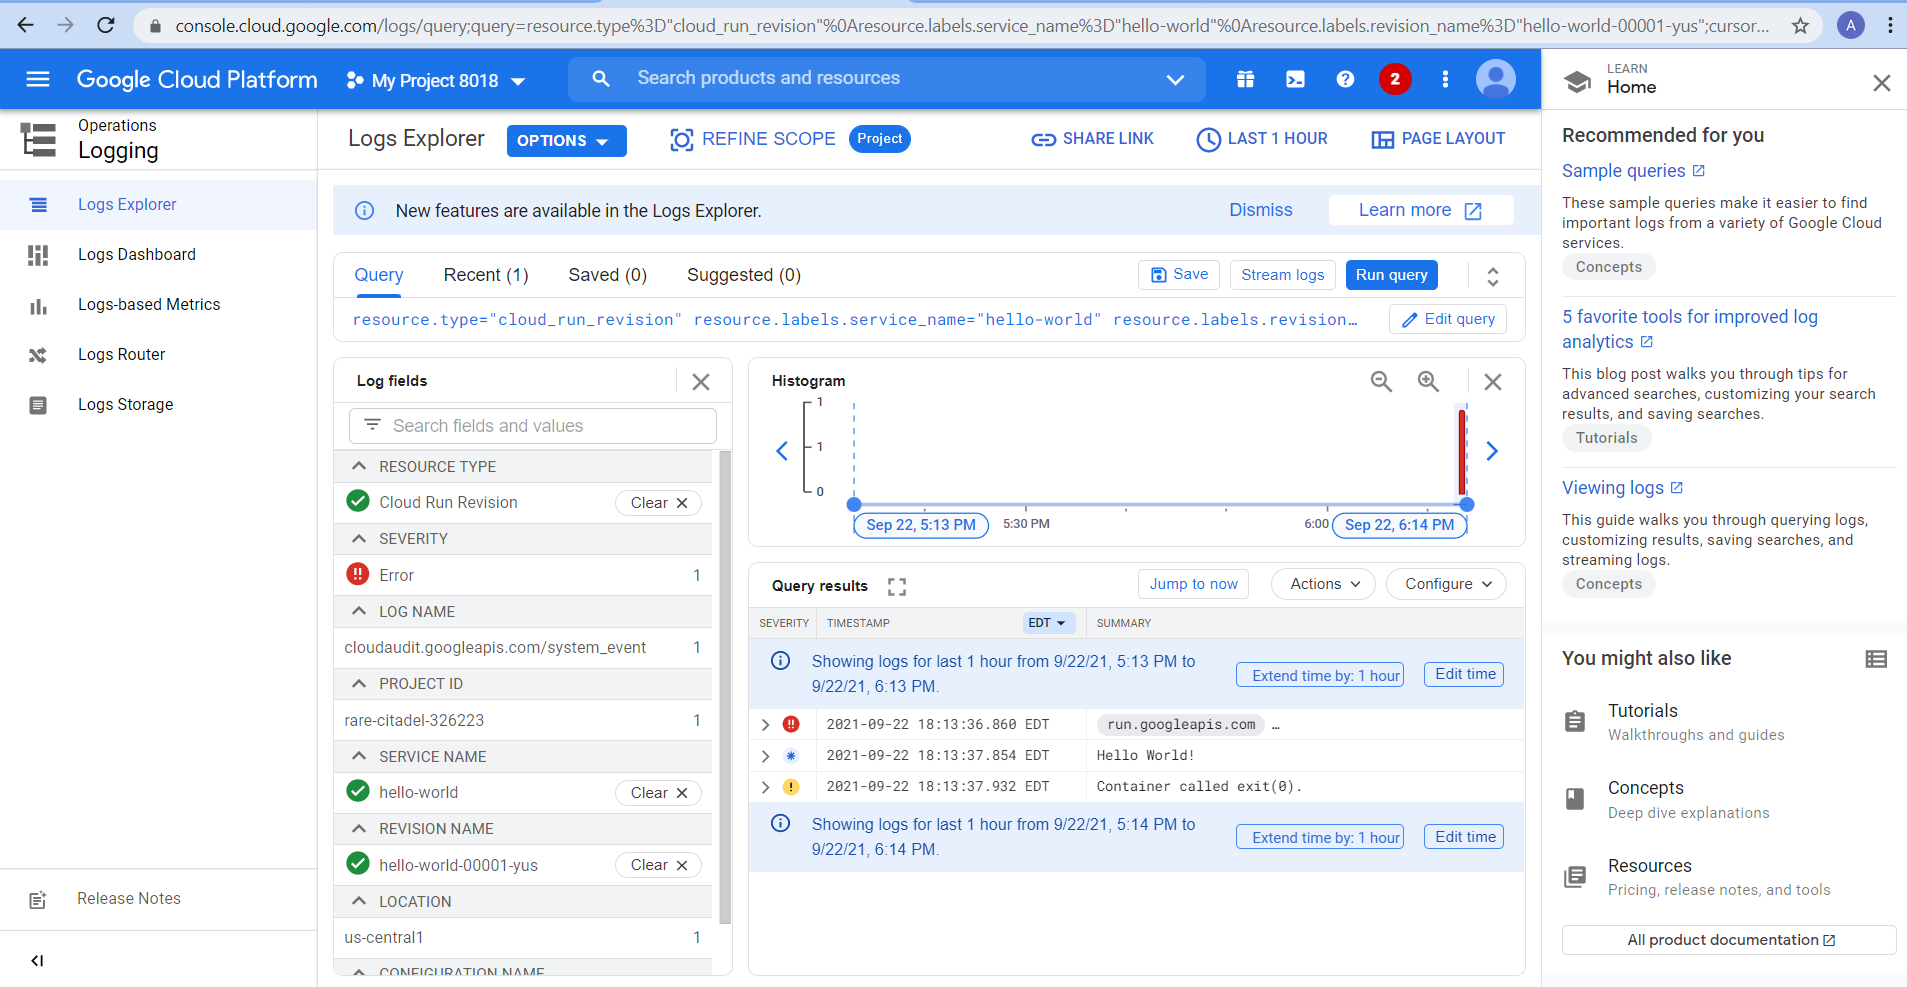 console.cloud.google.com/logs/query;query=resource.type%3D"cloud_run_revision"%0Aresource.labels.service_name%3D"hello-world"%0Aresource.labels.revision_name%3D"hello-world-00001-yus";cursor...
A
Google Cloud Platform
My Project 8018
Search products and resources
2
LEARN
Home
Operations
Logging
Logs Explorer
Logs Dashboard
Logs-based Metrics
Logs Router
Logs Storage
Release Notes
Logs Explorer
OPTIONS
REFINE SCOPE
Project
SHARE LINK
LAST 1 HOUR
PAGE LAYOUT
New features are available in the Logs Explorer.
Dismiss
Learn more
Query
Recent (1)
Saved (0)
Suggested (0)
Save
Stream logs
Run query
resource.type="cloud_run_revision" resource.labels.service_name="hello-world" resource.labels.revision…
Edit query
Log fields
Search fields and values
RESOURCE TYPE
Cloud Run Revision
Clear
SEVERITY
Error 1
LOG NAME
cloudaudit.googleapis.com/system_event 1
PROJECT ID
rare-citadel-326223 1
SERVICE NAME
hello-world
Clear
REVISION NAME
hello-world-00001-yus
Clear
LOCATION
us-central1 1
CONFIGURATION NAME
Histogram
1
1
0
Sep 22, 5:13 PM
5:30 PM
6:00
Sep 22, 6:14 PM
Query results
Jump to now
Actions
Configure
SEVERITY
TIMESTAMP
EDT
SUMMARY
Showing logs for last 1 hour from 9/22/21, 5:13 PM to
9/22/21, 6:13 PM.
Extend time by: 1 hour
Edit time
2021-09-22 18:13:36.860 EDT run.googleapis.com …
2021-09-22 18:13:37.854 EDT Hello World!
2021-09-22 18:13:37.932 EDT Container called exit(0).
Showing logs for last 1 hour from 9/22/21, 5:14 PM to
9/22/21, 6:14 PM.
Extend time by: 1 hour
Edit time
Recommended for you
Sample queries
These sample queries make it easier to find
important logs from a variety of Google Cloud
services.
Concepts
5 favorite tools for improved log
analytics
This blog post walks you through tips for
advanced searches, customizing your search
results, and saving searches.
Tutorials
Viewing logs
This guide walks you through querying logs,
customizing results, saving searches, and
streaming logs.
Concepts
You might also like
Tutorials
Walkthroughs and guides
Concepts
Deep dive explanations
Resources
Pricing, release notes, and tools
All product documentation